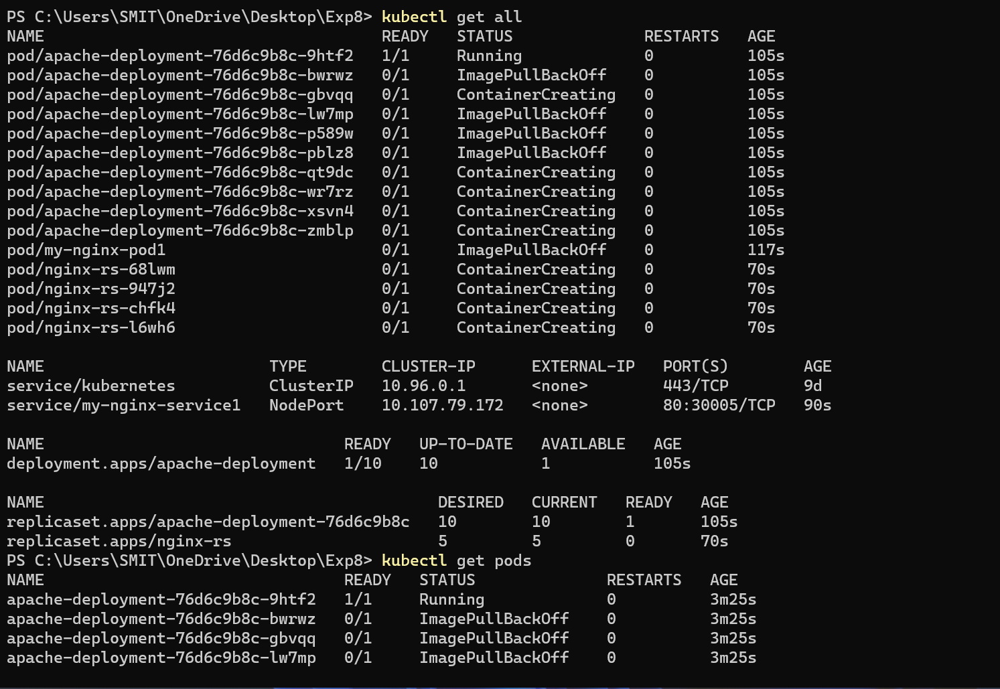 PS C:\Users\SMIT\OneDrive\Desktop\Exp8> kubectl get all
NAME READY STATUS RESTARTS AGE
pod/apache-deployment-76d6c9b8c-9htf2 1/1 Running 0 105s
pod/apache-deployment-76d6c9b8c-bwrwz 0/1 ImagePullBackOff 0 105s
pod/apache-deployment-76d6c9b8c-gbvqq 0/1 ContainerCreating 0 105s
pod/apache-deployment-76d6c9b8c-lw7mp 0/1 ImagePullBackOff 0 105s
pod/apache-deployment-76d6c9b8c-p589w 0/1 ImagePullBackOff 0 105s
pod/apache-deployment-76d6c9b8c-pblz8 0/1 ImagePullBackOff 0 105s
pod/apache-deployment-76d6c9b8c-qt9dc 0/1 ContainerCreating 0 105s
pod/apache-deployment-76d6c9b8c-wr7rz 0/1 ContainerCreating 0 105s
pod/apache-deployment-76d6c9b8c-xsvn4 0/1 ContainerCreating 0 105s
pod/apache-deployment-76d6c9b8c-zmblp 0/1 ContainerCreating 0 105s
pod/my-nginx-pod1 0/1 ImagePullBackOff 0 117s
pod/nginx-rs-68lwm 0/1 ContainerCreating 0 70s
pod/nginx-rs-947j2 0/1 ContainerCreating 0 70s
pod/nginx-rs-chfk4 0/1 ContainerCreating 0 70s
pod/nginx-rs-l6wh6 0/1 ContainerCreating 0 70s
NAME TYPE CLUSTER-IP EXTERNAL-IP PORT(S) AGE
service/kubernetes ClusterIP 10.96.0.1 <none> 443/TCP 9d
service/my-nginx-service1 NodePort 10.107.79.172 <none> 80:30005/TCP 90s
NAME READY UP-TO-DATE AVAILABLE AGE
deployment.apps/apache-deployment 1/10 10 1 105s
NAME DESIRED CURRENT READY AGE
replicaset.apps/apache-deployment-76d6c9b8c 10 10 1 105s
replicaset.apps/nginx-rs 5 5 0 70s
PS C:\Users\SMIT\OneDrive\Desktop\Exp8> kubectl get pods
NAME READY STATUS RESTARTS AGE
apache-deployment-76d6c9b8c-9htf2 1/1 Running 0 3m25s
apache-deployment-76d6c9b8c-bwrwz 0/1 ImagePullBackOff 0 3m25s
apache-deployment-76d6c9b8c-gbvqq 0/1 ImagePullBackOff 0 3m25s
apache-deployment-76d6c9b8c-lw7mp 0/1 ImagePullBackOff 0 3m25s